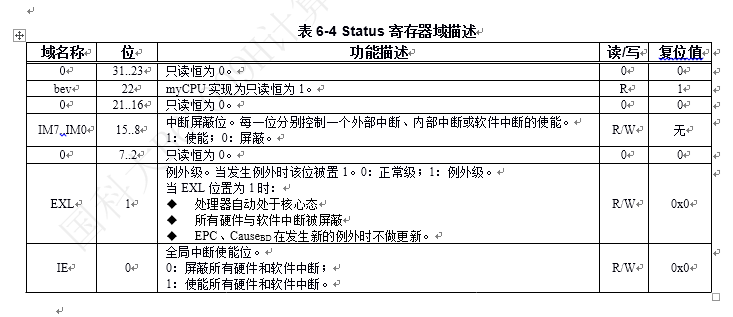 表 6-4 Status 寄存器域描述
域名称 位 功能描述 读/写 复位值
0 31..23 只读恒为 0。 0 0
bev 22 myCPU 实现为只读恒为 1。 R 1
0 21..16 只读恒为 0。 0 0
IM7..IM0 15..8 中断屏蔽位。每一位分别控制一个外部中断、内部中断或软件中断的使能。 R/W 无
1：使能；0：屏蔽。
0 7..2 只读恒为 0。 0 0
EXL 1 例外级。当发生例外时该位被置 1。0：正常级；1：例外级。 R/W 0x0
当 EXL 位置为 1 时：
◆ 处理器自动处于核心态
◆ 所有硬件与软件中断被屏蔽
◆ EPC、CauseBD 在发生新的例外时不做更新。
IE 0 全局中断使能位。 R/W 0x0
0：屏蔽所有硬件和软件中断；
1：使能所有硬件和软件中断。